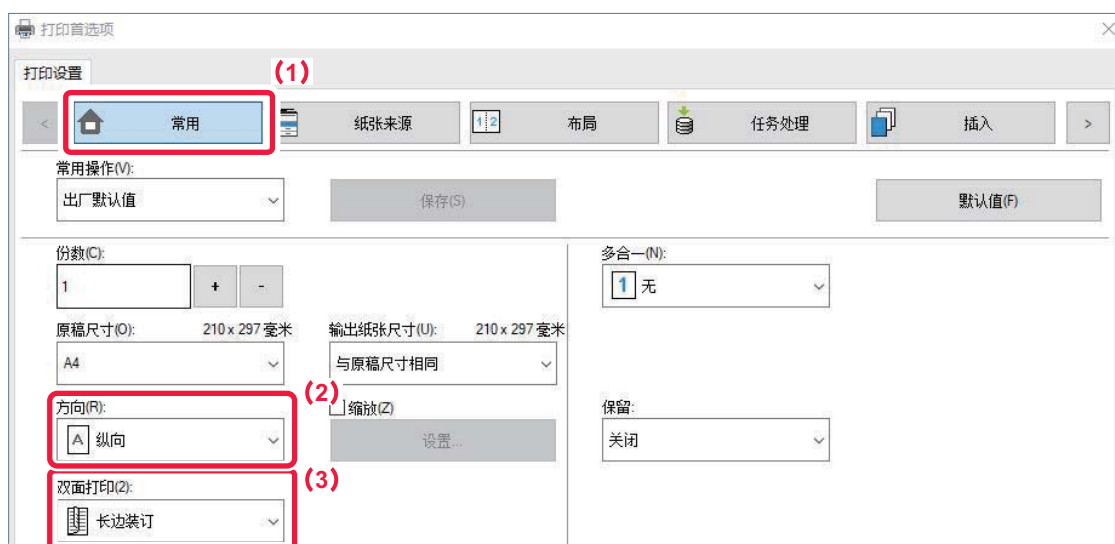 打印首选项
打印设置
(1)
< 常用 纸张来源 1 2 布局 任务处理 插入 >
常用操作(V):
出厂默认值 保存(S) 默认值(F)
份数(C): 多合一(N):
1 + - 1 无
原稿尺寸(O): 210 x 297 毫米 输出纸张尺寸(U): 210 x 297 毫米
A4 与原稿尺寸相同
(2)
方向(R): 缩放(Z) 保留:
A 纵向 设置... 关闭
(3)
双面打印(2):
长边装订